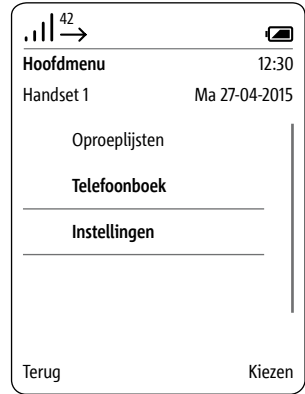 42
Hoofdmenu 12:30
Handset 1 Ma 27-04-2015
Oproeplijsten
Telefoonboek
Instellingen
Terug Kiezen